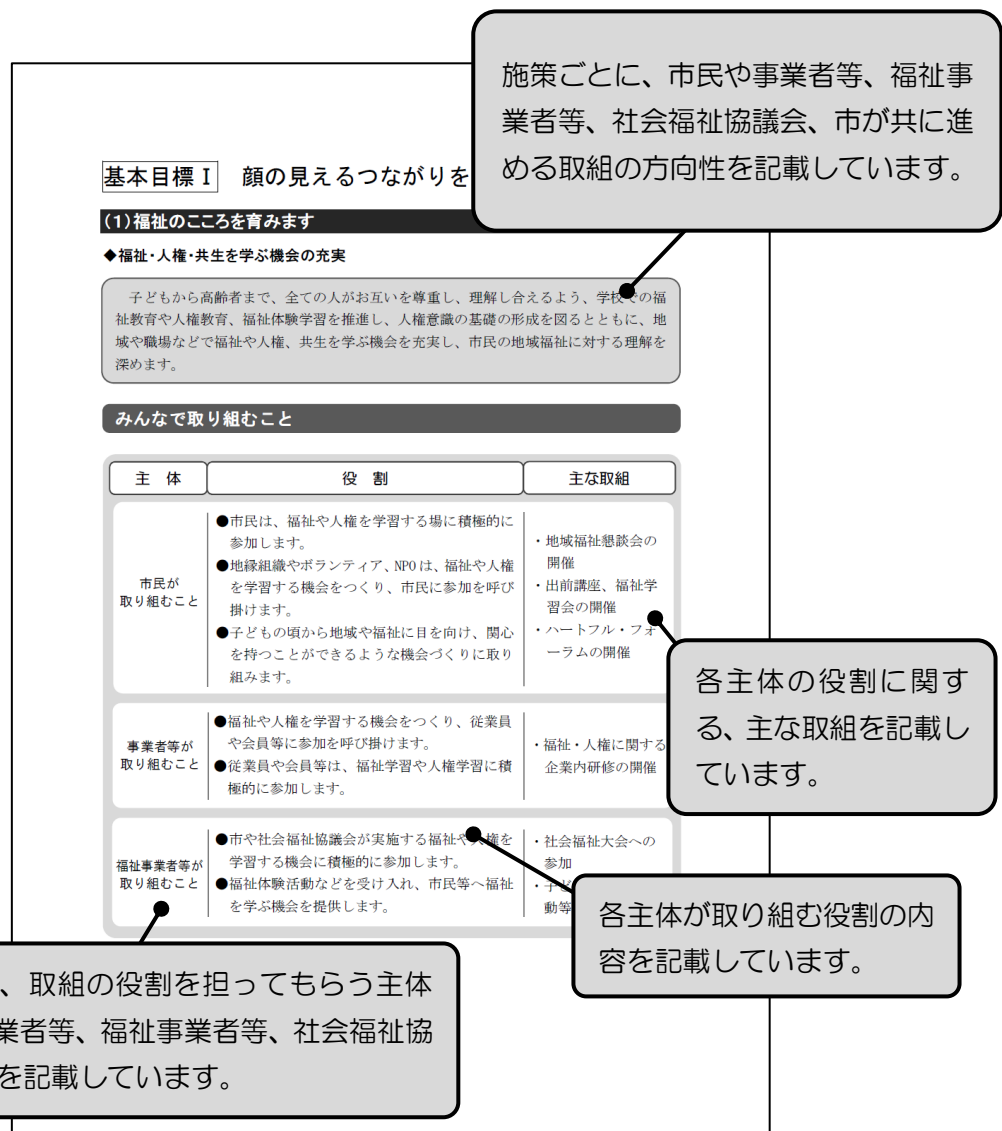 施策ごとに、市民や事業者等、福祉事
業者等、社会福祉協議会、市が共に進
める取組の方向性を記載しています。
基本目標Ⅰ 顔の見えるつながりを
(1)福祉のこころを育みます
◆福祉・人権・共生を学ぶ機会の充実
子どもから高齢者まで、全ての人がお互いを尊重し、理解し合えるよう、学校での福
祉教育や人権教育、福祉体験学習を推進し、人権意識の基礎の形成を図るとともに、地
域や職場などで福祉や人権、共生を学ぶ機会を充実し、市民の地域福祉に対する理解を
深めます。
みんなで取り組むこと
主 体 役 割 主な取組
市民が
取り組むこと
●市民は、福祉や人権を学習する場に積極的に
参加します。
●地縁組織やボランティア、NPOは、福祉や人権
を学習する機会をつくり、市民に参加を呼び
掛けます。
●子どもの頃から地域や福祉に目を向け、関心
を持つことができるような機会づくりに取り
組みます。
・地域福祉懇談会の
開催
・出前講座、福祉学
習会の開催
・ハートフル・フォ
ーラムの開催
各主体の役割に関す
る、主な取組を記載し
ています。
事業者等が
取り組むこと
●福祉や人権を学習する機会をつくり、従業員
や会員等に参加を呼び掛けます。
●従業員や会員等は、福祉学習や人権学習に積
極的に参加します。
・福祉・人権に関する
企業内研修の開催
福祉事業者等が
取り組むこと
●市や社会福祉協議会が実施する福祉や人権を
学習する機会に積極的に参加します。
●福祉体験活動などを受け入れ、市民等へ福祉
を学ぶ機会を提供します。
・社会福祉大会への
参加
・子ど
動等
各主体が取り組む役割の内
容を記載しています。
、取組の役割を担ってもらう主体
業者等、福祉事業者等、社会福祉協
を記載しています。